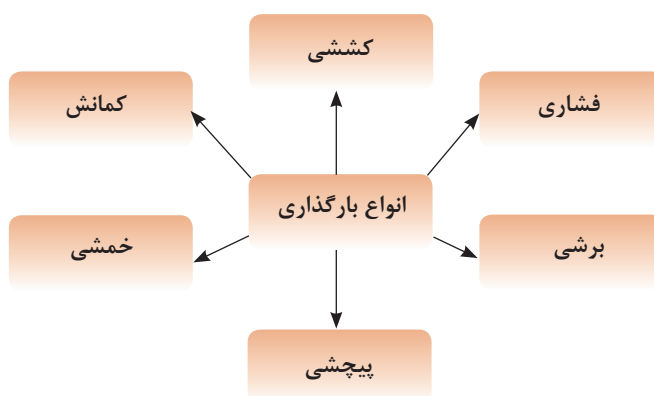 کششی
فشاری
کمانش
انواع بارگذاری
برشی
خمشی
پیچشی